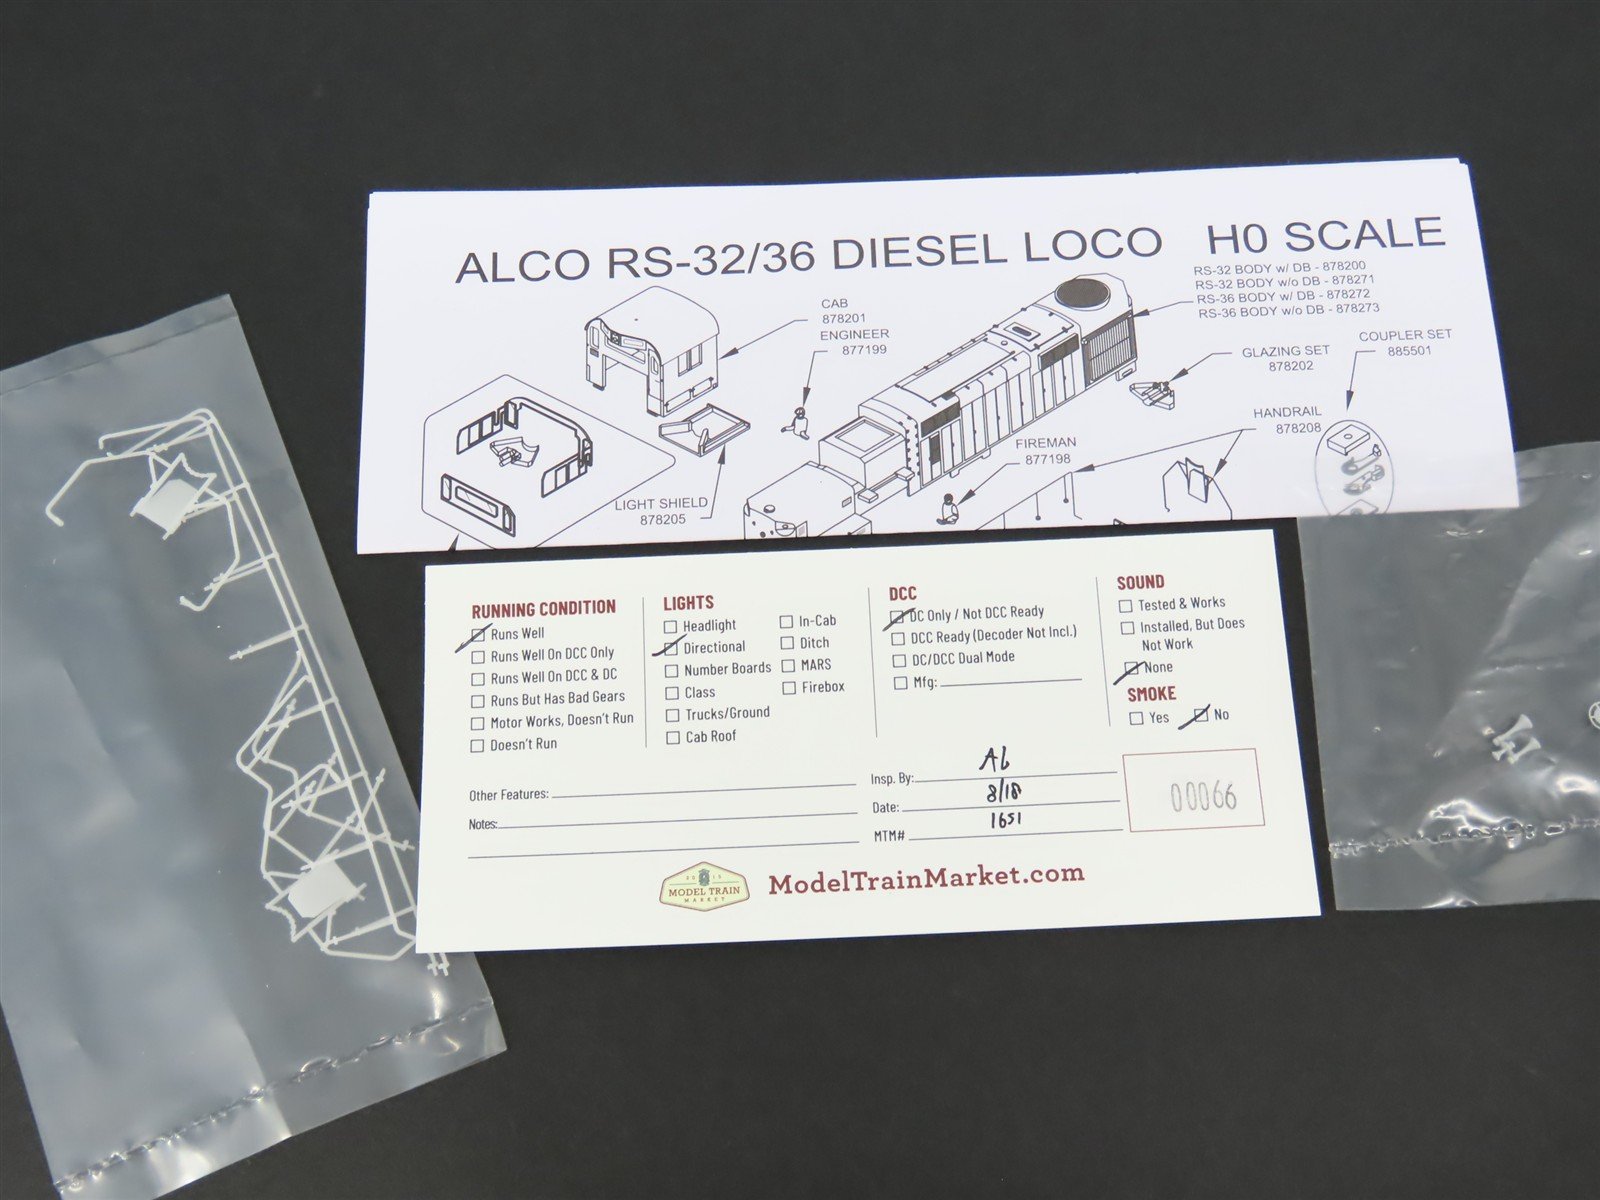 ALCO RS-32/36 DIESEL LOCO HO SCALE
RS-32 BODY w/ DB - 878200
RS-32 BODY w/o DB - 878271
RS-36 BODY w/ DB - 878272
RS-36 BODY w/o DB - 878273
CAB
878201
ENGINEER
877199
COUPLER SET
885501
GLAZING SET
878202
HANDRAIL
878208
FIREMAN
877198
LIGHT SHIELD
878205
RUNNING CONDITION
Runs Well
Runs Well On DCC Only
Runs Well On DCC & DC
Runs But Has Bad Gears
Motor Works, Doesn't Run
Doesn't Run
LIGHTS
Headlight
Directional
Number Boards
Class
Trucks/Ground
Cab Roof
In-Cab
Ditch
MARS
Firebox
DCC
DC Only / Not DCC Ready
DCC Ready (Decoder Not Incl.)
DC/DCC Dual Mode
Mfg:
SOUND
Tested & Works
Installed, But Does
Not Work
None
SMOKE
Yes No
Other Features:
Notes:
Insp. By: Ab
Date: 8/18
MTM# 1651
00066
2015
MODEL TRAIN
MARKET
ModelTrainMarket.com